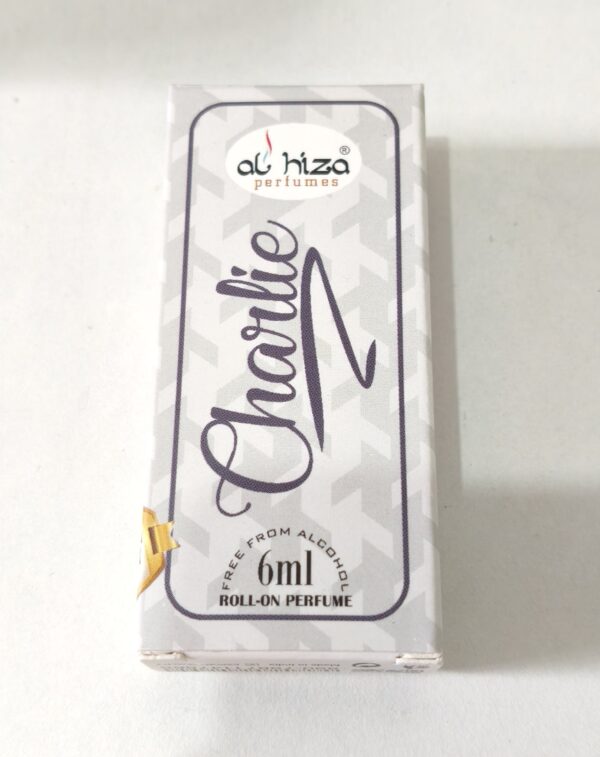 al hiza®
perfumes
Charlie
FREE FROM ALCOHOL
6ml
ROLL-ON PERFUME